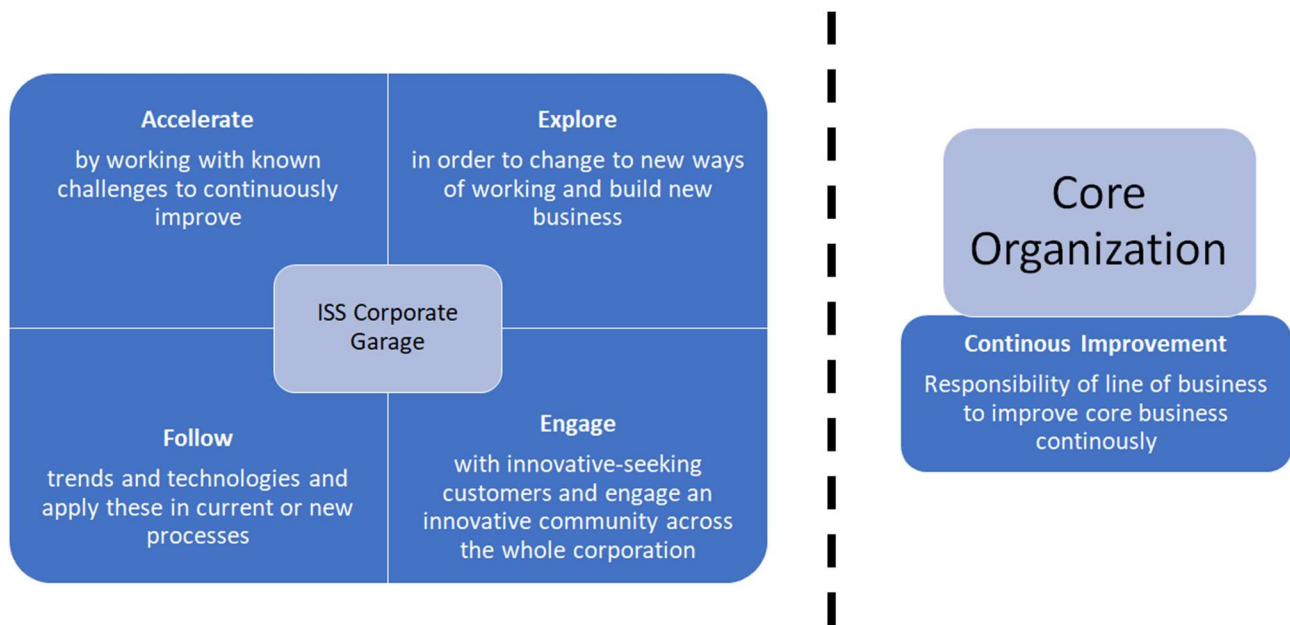 Accelerate
by working with known
challenges to continuously
improve
Explore
in order to change to new ways
of working and build new
business
ISS Corporate
Garage
Follow
trends and technologies and
apply these in current or new
processes
Engage
with innovative-seeking
customers and engage an
innovative community across
the whole corporation
Core
Organization
Continous Improvement
Responsibility of line of business
to improve core business
continously